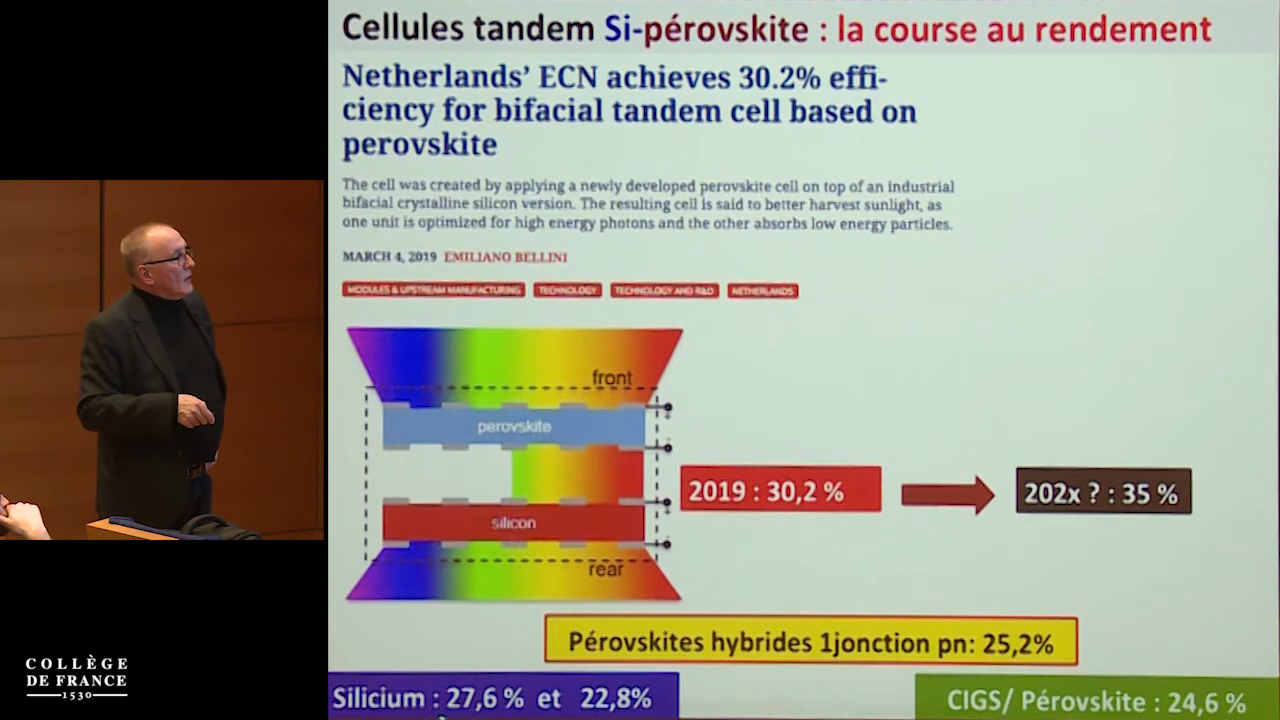 Cellules tandem Si-pérovskite : la course au rendement
Netherlands' ECN achieves 30.2% effi-
ciency for bifacial tandem cell based on
perovskite
The cell was created by applying a newly developed perovskite cell on top of an industrial
bifacial crystalline silicon version. The resulting cell is said to better harvest sunlight, as
one unit is optimized for high energy photons and the other absorbs low energy particles.
MARCH 4, 2019 EMILIANO BELLINI
MODULES & UPSTREAM MANUFACTURING TECHNOLOGY TECHNOLOGY AND R&D NETHERLANDS
front
perovskite
silicon
rear
2019 : 30,2 %
202x ? : 35 %
Pérovskites hybrides 1jonction pn: 25,2%
Silicium : 27,6 % et 22,8%
CIGS/ Pérovskite : 24,6 %
COLLÈGE
DE FRANCE
1530